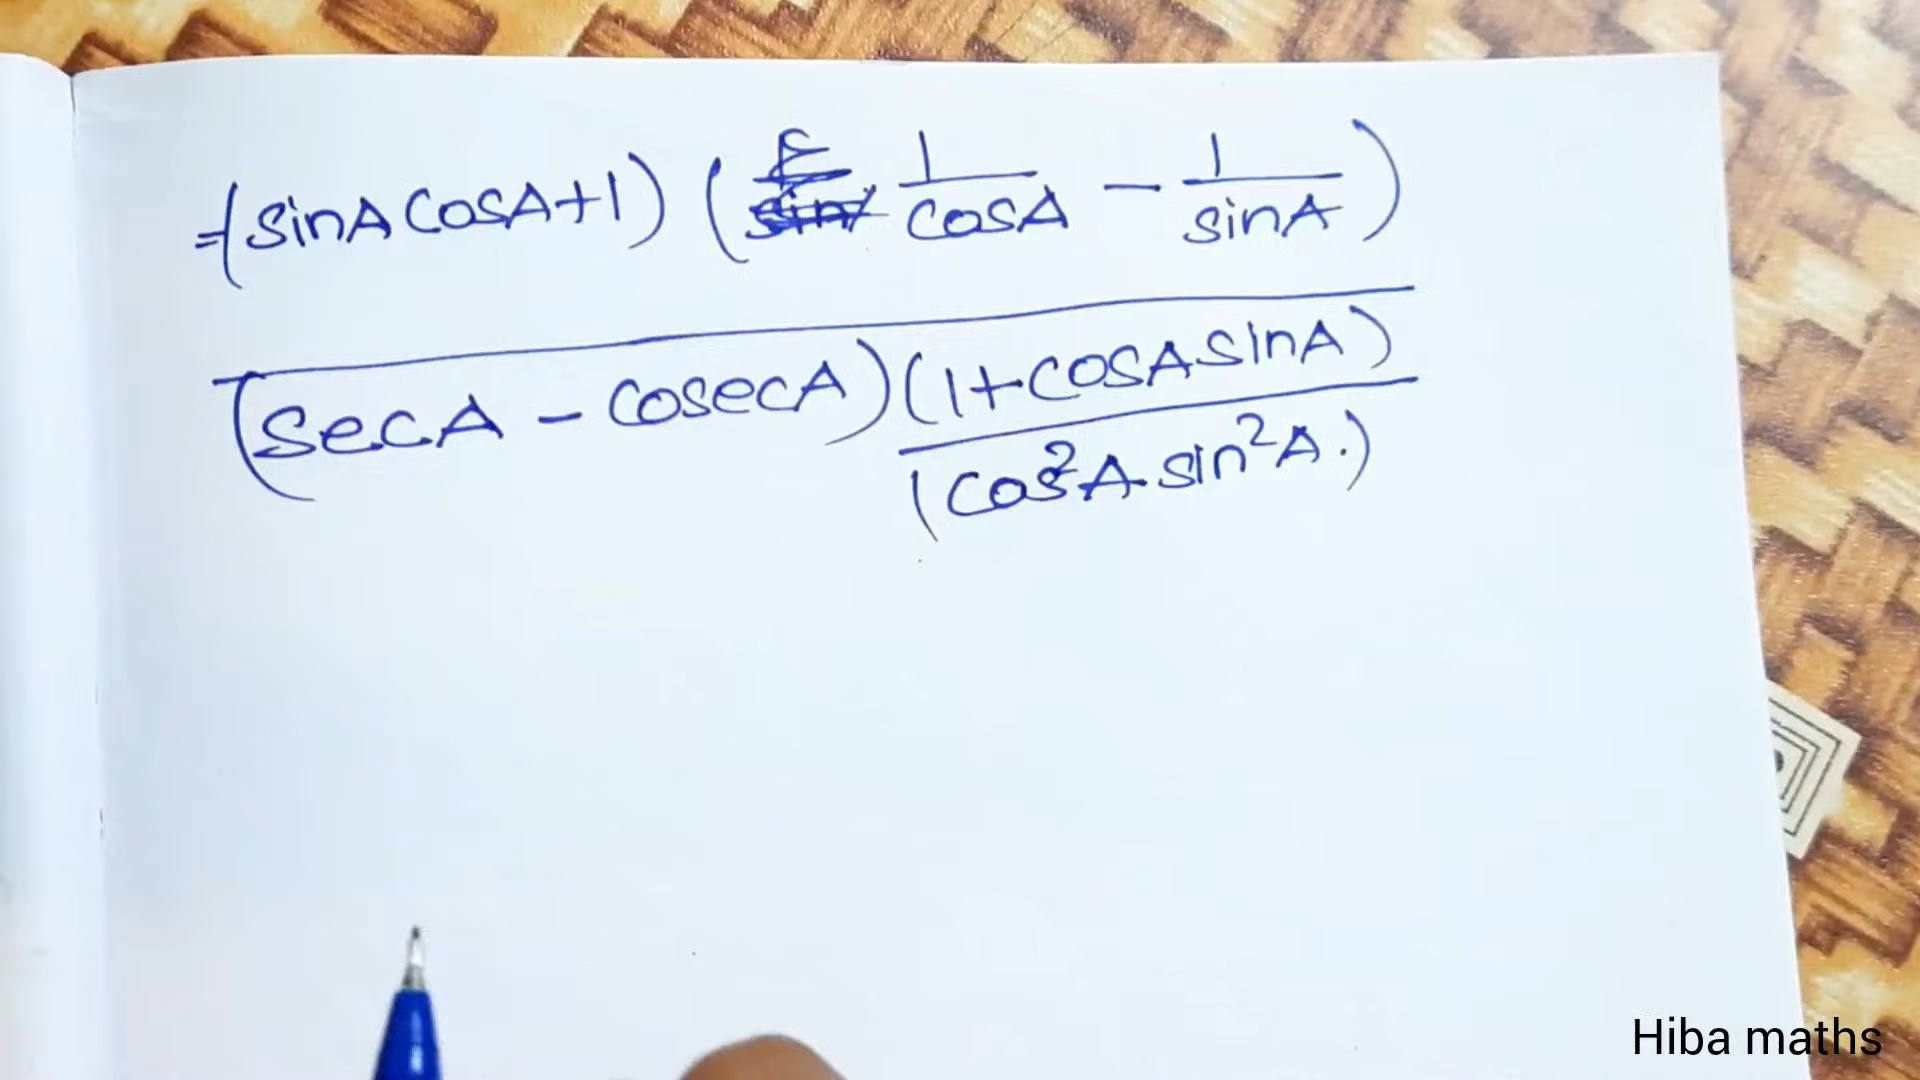 =(sinA cosA+1) ( 1/cosA - 1/sinA )
(secA - cosecA) (1+cosA sinA)
(cos²A sin²A.)
Hiba maths